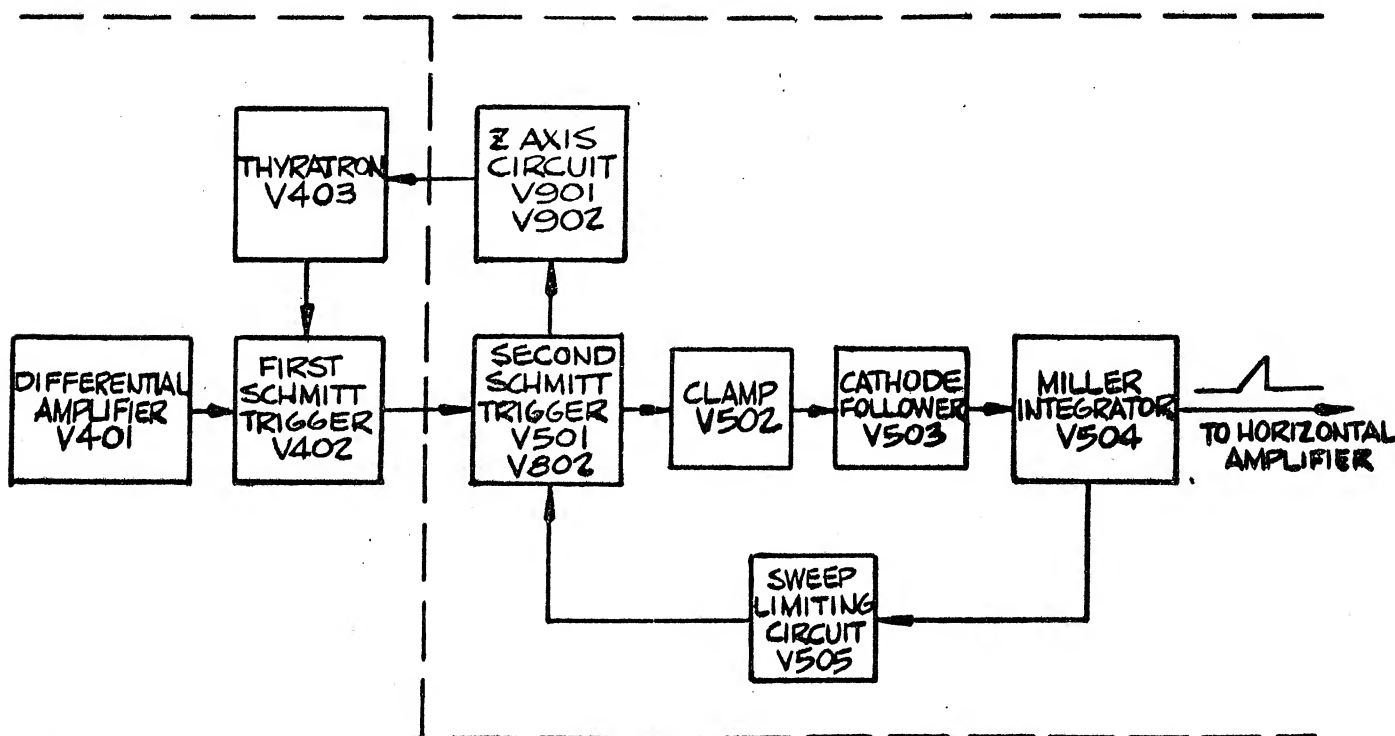 THYRATRON
V403
Z AXIS
CIRCUIT
V901
V902
DIFFERENTIAL
AMPLIFIER
V401
FIRST
SCHMITT
TRIGGER
V402
SECOND
SCHMITT
TRIGGER
V501
V802
CLAMP
V502
CATHODE
FOLLOWER
V503
MILLER
INTEGRATOR
V504
TO HORIZONTAL
AMPLIFIER
SWEEP
LIMITING
CIRCUIT
V505